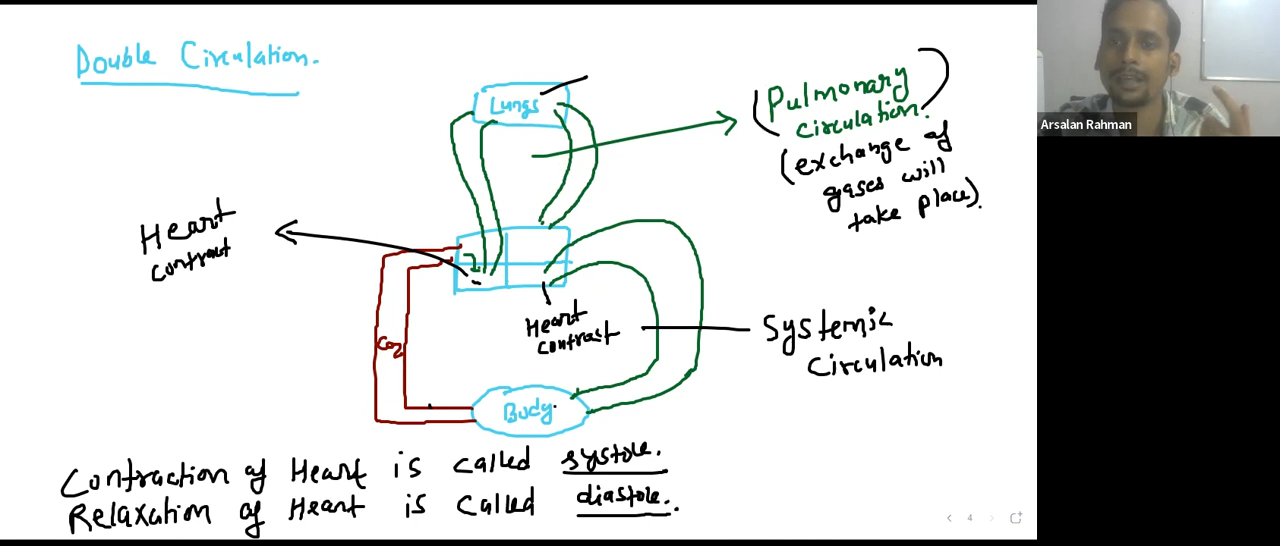 Double Circulation.
Lungs
(Pulmonary
circulation.)
(exchange of
gases will
take place).
Arsalan Rahman
Heart
contract
Heart
contract
CO2
Systemic
Circulation
Body
Contraction of Heart is called systole.
Relaxation of Heart is called diastole.
4